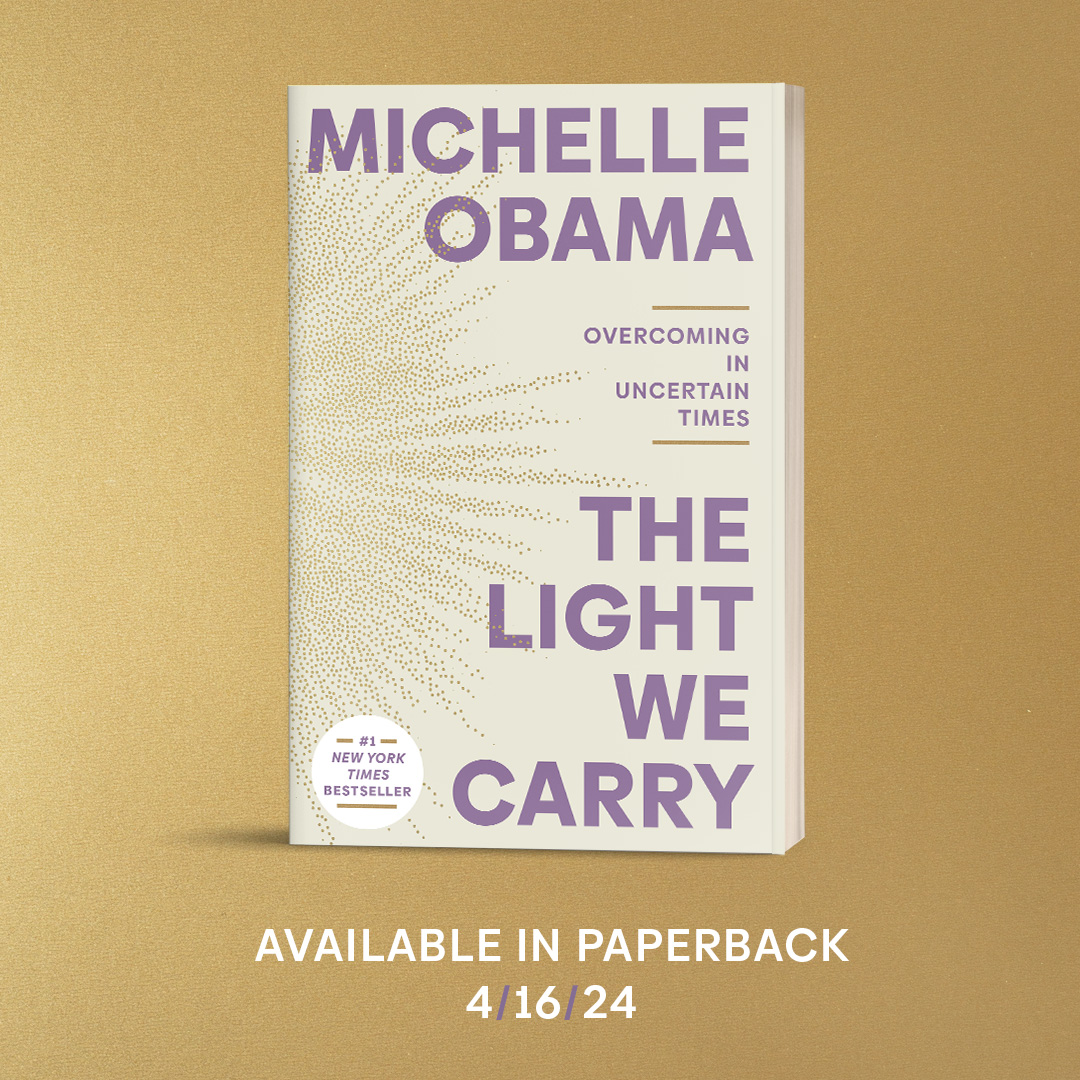 MICHELLE
OBAMA
OVERCOMING
IN
UNCERTAIN
TIMES
THE
LIGHT
WE
CARRY
#1
NEW YORK
TIMES
BESTSELLER
AVAILABLE IN PAPERBACK
4/16/24